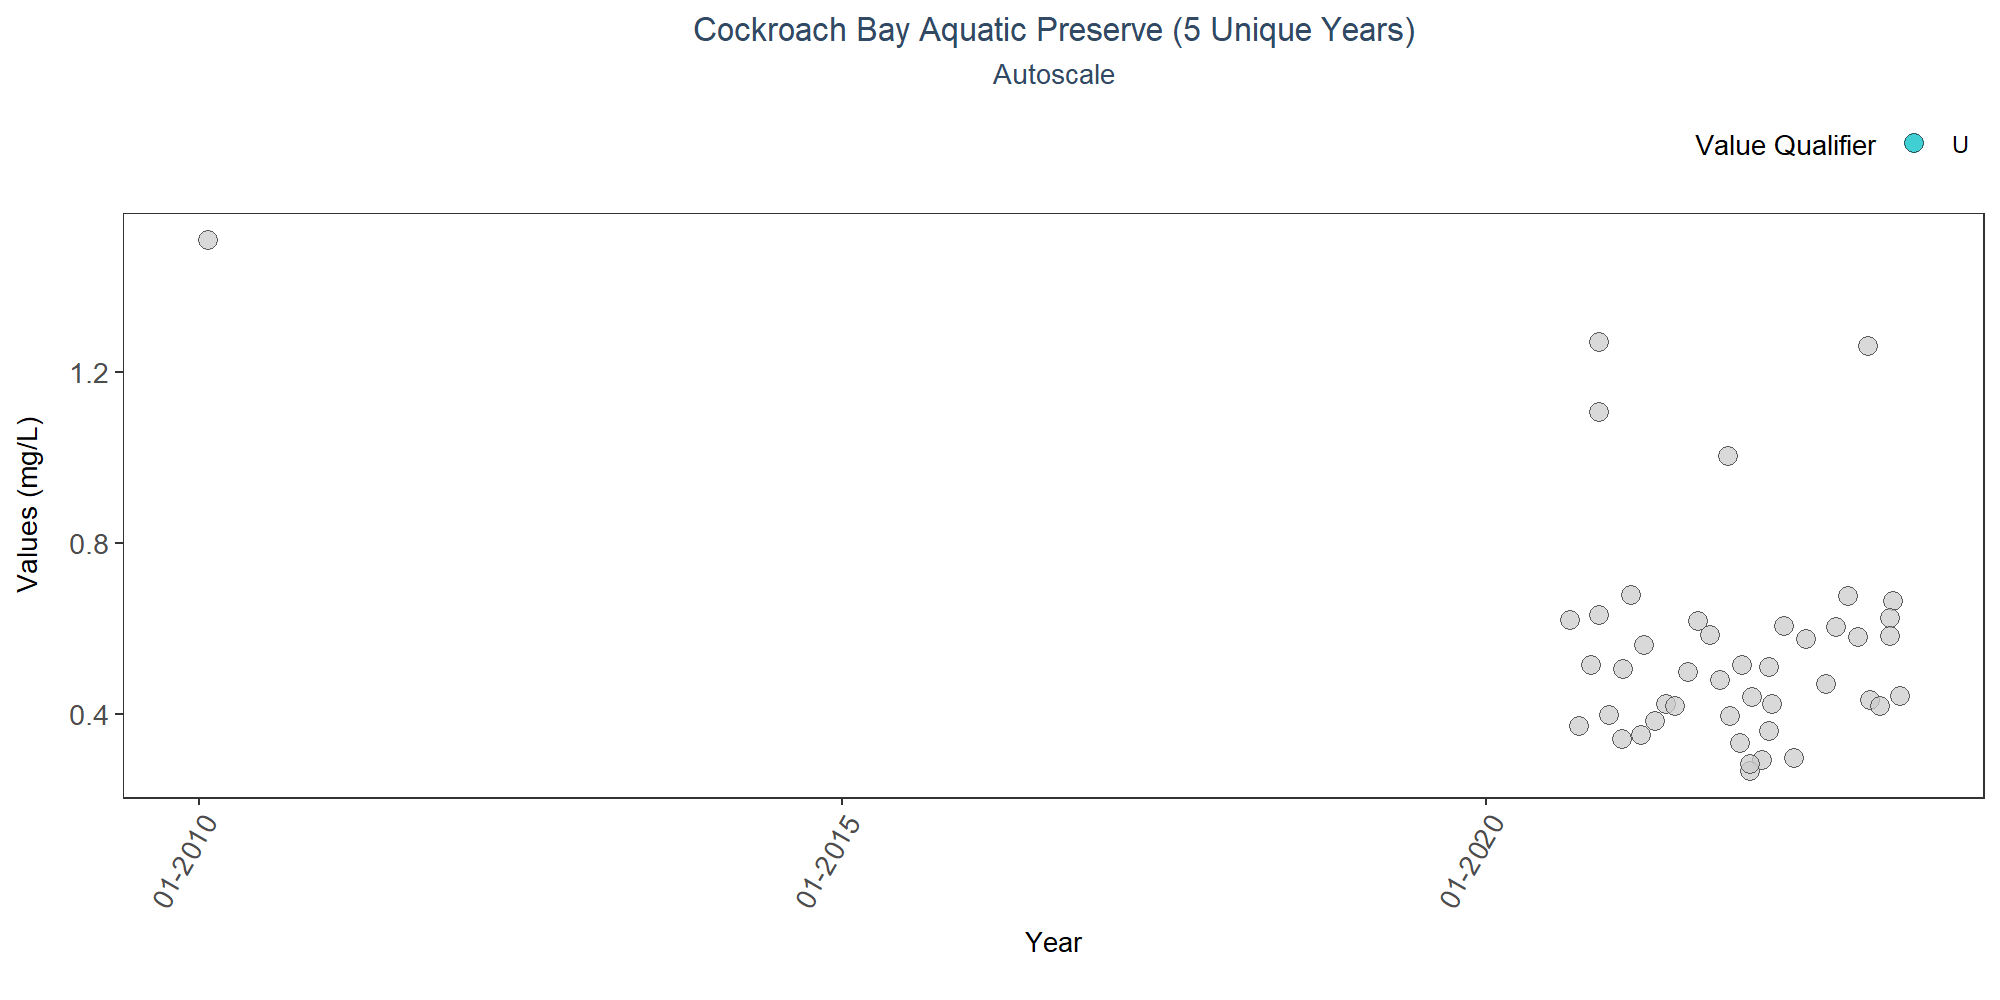 Cockroach Bay Aquatic Preserve (5 Unique Years)
Autoscale
Value Qualifier U
Values (mg/L)
1.2
0.8
0.4
01-2010 01-2015 01-2020
Year